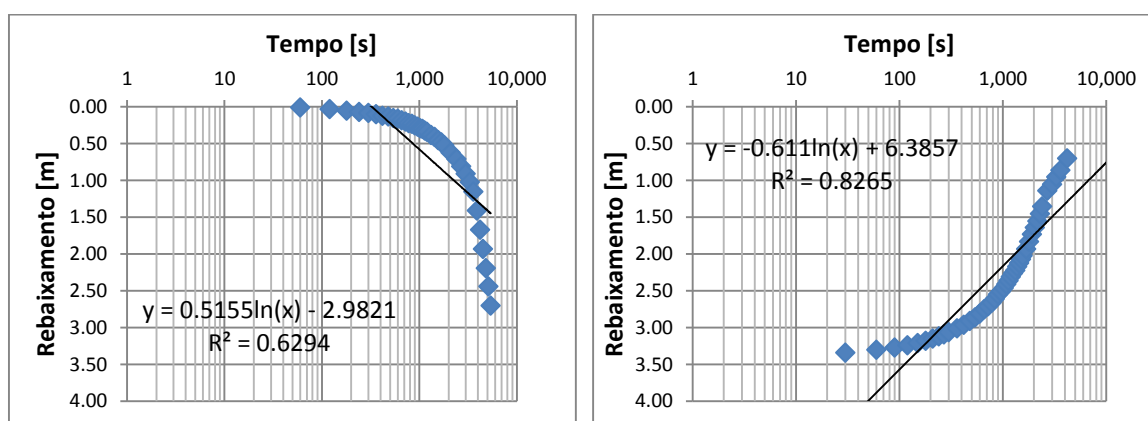 Tempo [s]
1 10 100 1,000 10,000
0.00
0.50
1.00
1.50
2.00
2.50
3.00
3.50
4.00
Rebaixamento [m]
y = 0.5155ln(x) - 2.9821
R² = 0.6294
Tempo [s]
1 10 100 1,000 10,000
0.00
0.50
1.00
1.50
2.00
2.50
3.00
3.50
4.00
Rebaixamento [m]
y = -0.611ln(x) + 6.3857
R² = 0.8265